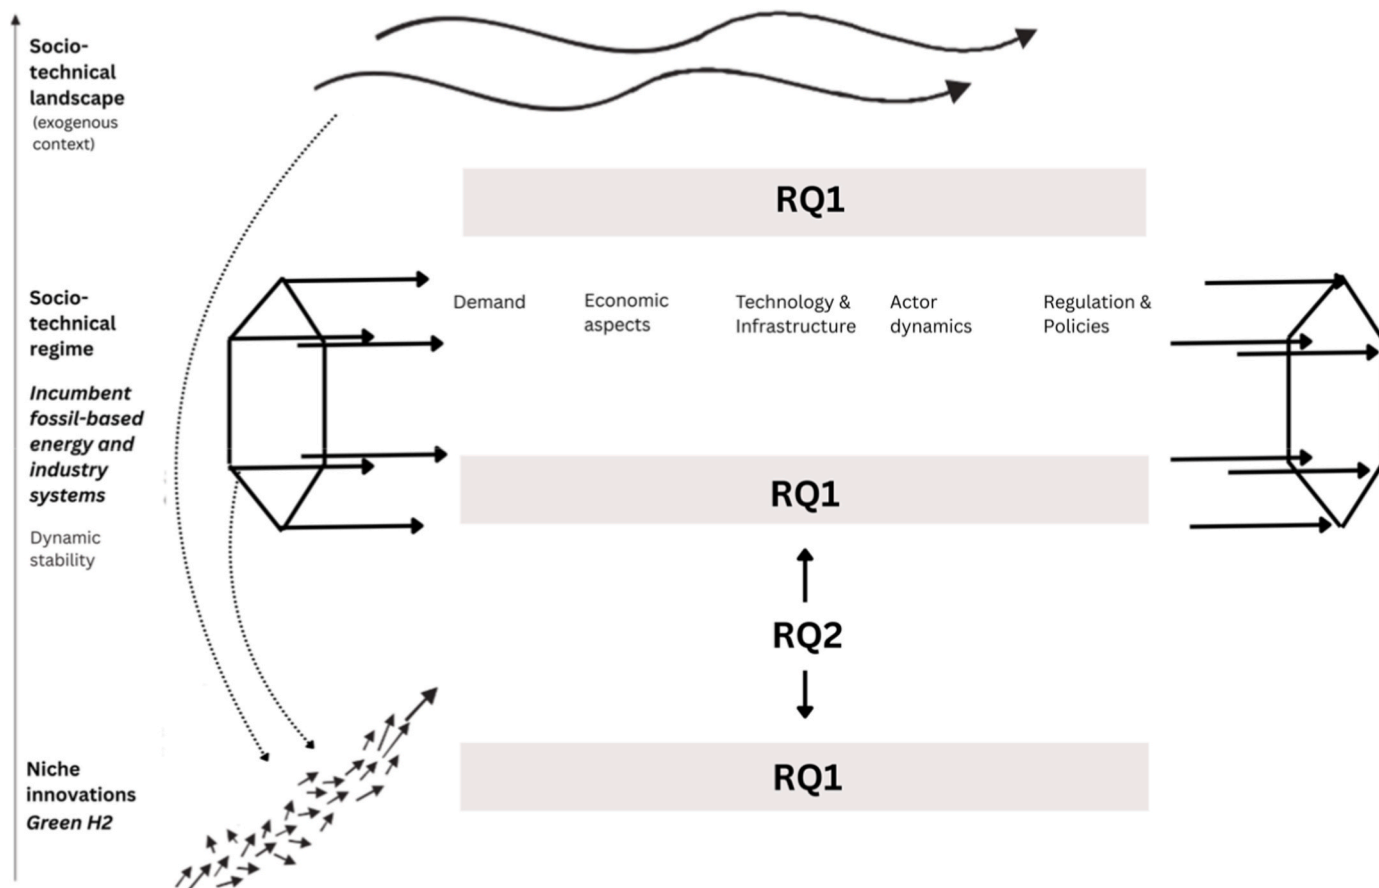 Socio-
technical
landscape
(exogenous
context)
RQ1
Socio-
technical
regime
Incumbent
fossil-based
energy and
industry
systems
Dynamic
stability
Demand
Economic
aspects
Technology &
Infrastructure
Actor
dynamics
Regulation &
Policies
RQ1
RQ2
Niche
innovations
Green H2
RQ1